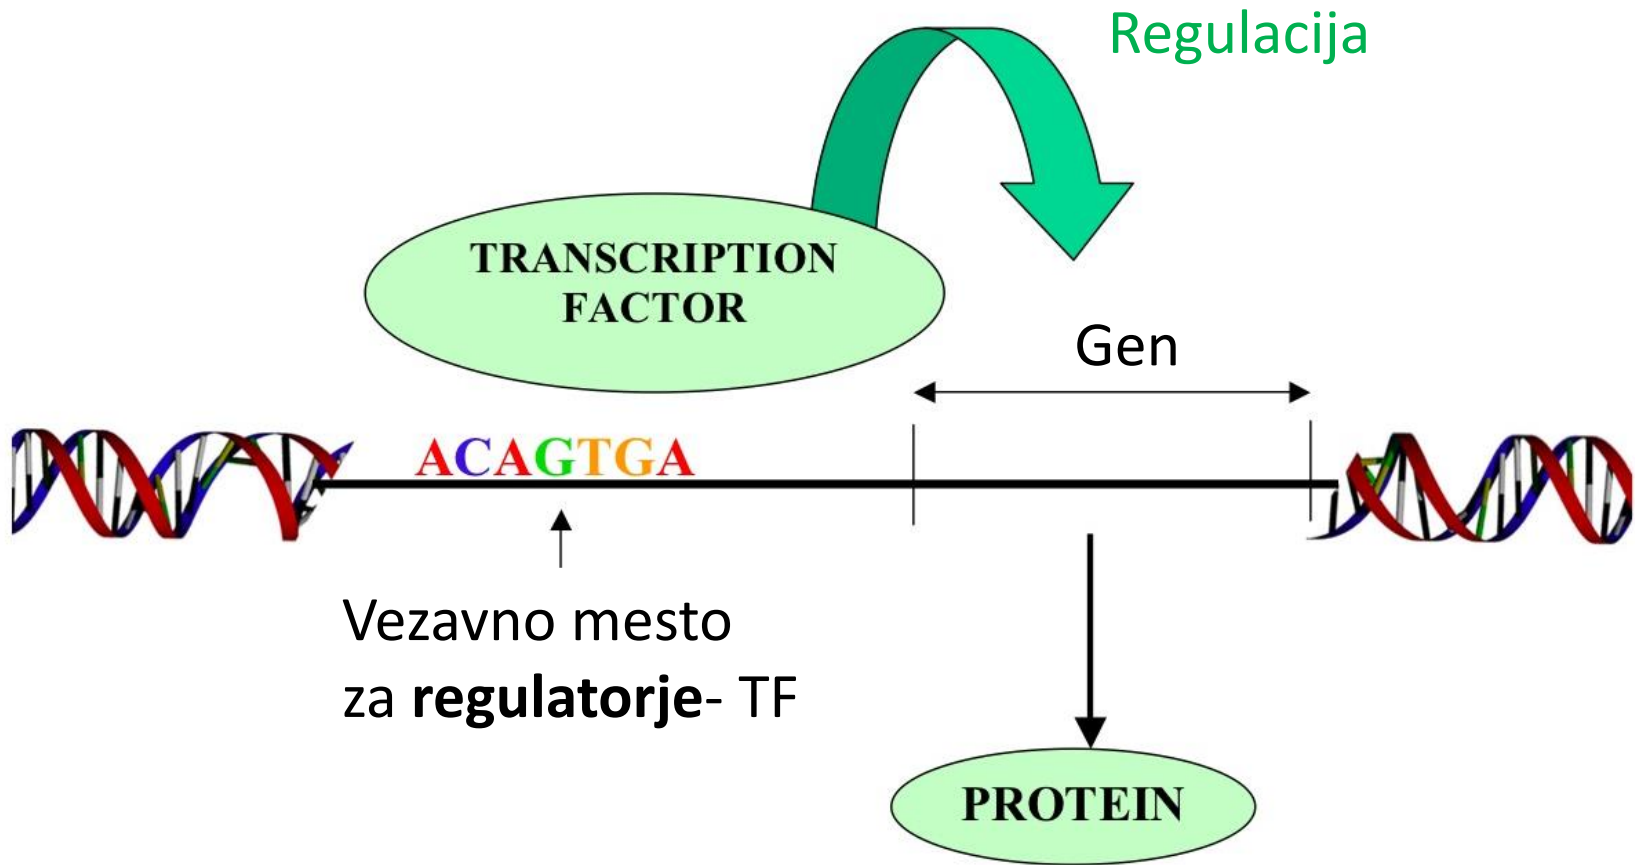 Regulacija
TRANSCRIPTION
FACTOR
Gen
ACAGTGA
Vezavno mesto
za regulatorje- TF
PROTEIN